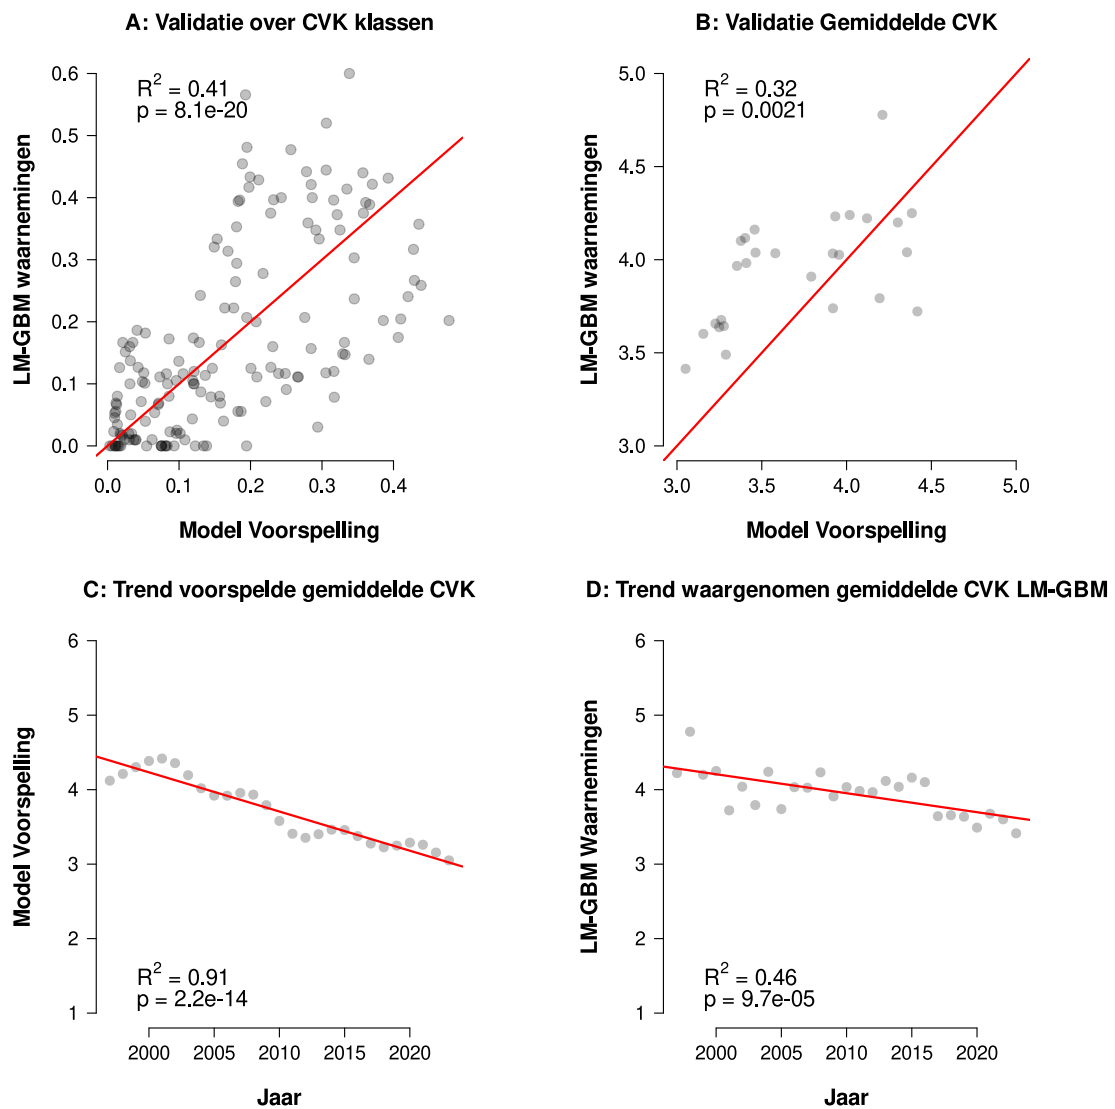 A: Validatie over CVK klassen
R2 = 0.41
p = 8.1e-20
LM-GBM waarnemingen
0.6
0.5
0.4
0.3
0.2
0.1
0.0
0.0 0.1 0.2 0.3 0.4
Model Voorspelling
B: Validatie Gemiddelde CVK
R2 = 0.32
p = 0.0021
LM-GBM waarnemingen
5.0
4.5
4.0
3.5
3.0
3.0 3.5 4.0 4.5 5.0
Model Voorspelling
C: Trend voorspelde gemiddelde CVK
Model Voorspelling
6
5
4
3
2
1
R2 = 0.91
p = 2.2e-14
2000 2005 2010 2015 2020
Jaar
D: Trend waargenomen gemiddelde CVK LM-GBM
LM-GBM Waarnemingen
6
5
4
3
2
1
R2 = 0.46
p = 9.7e-05
2000 2005 2010 2015 2020
Jaar